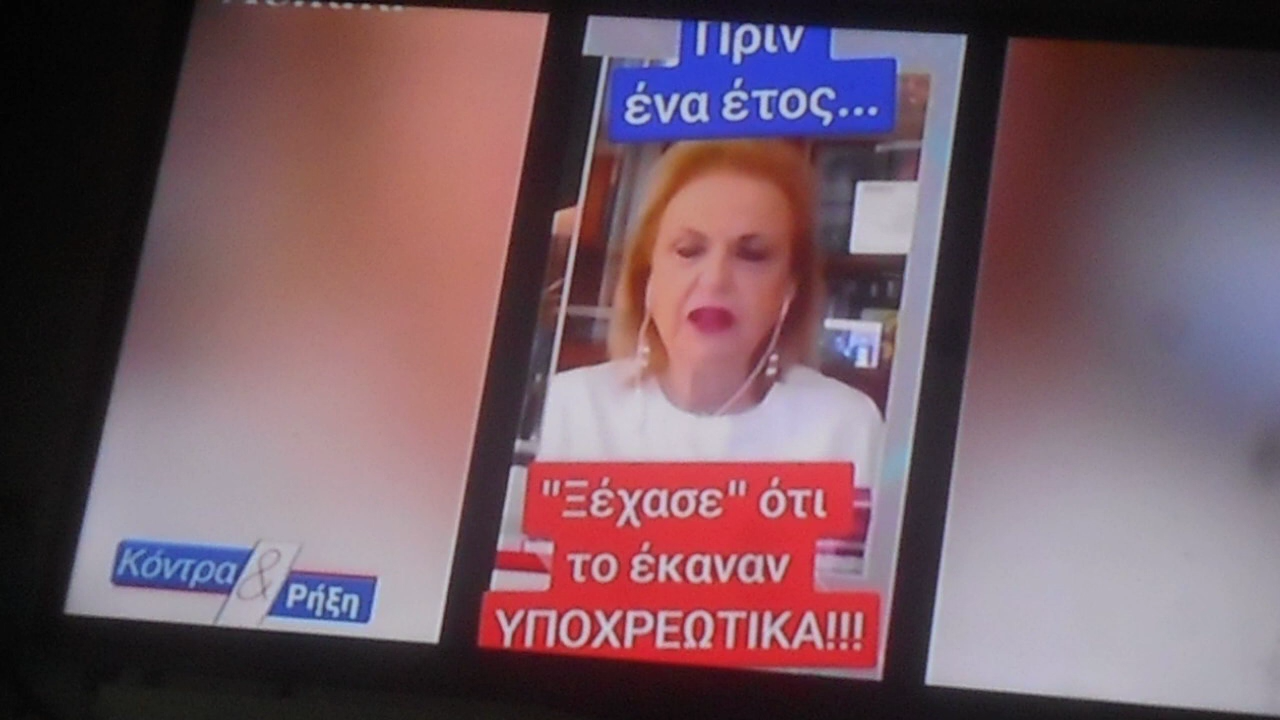 Πριν
ένα έτος...
"Ξέχασε" ότι
το έκαναν
ΥΠΟΧΡΕΩΤΙΚΑ!!!
Κόντρα & Ρήξη